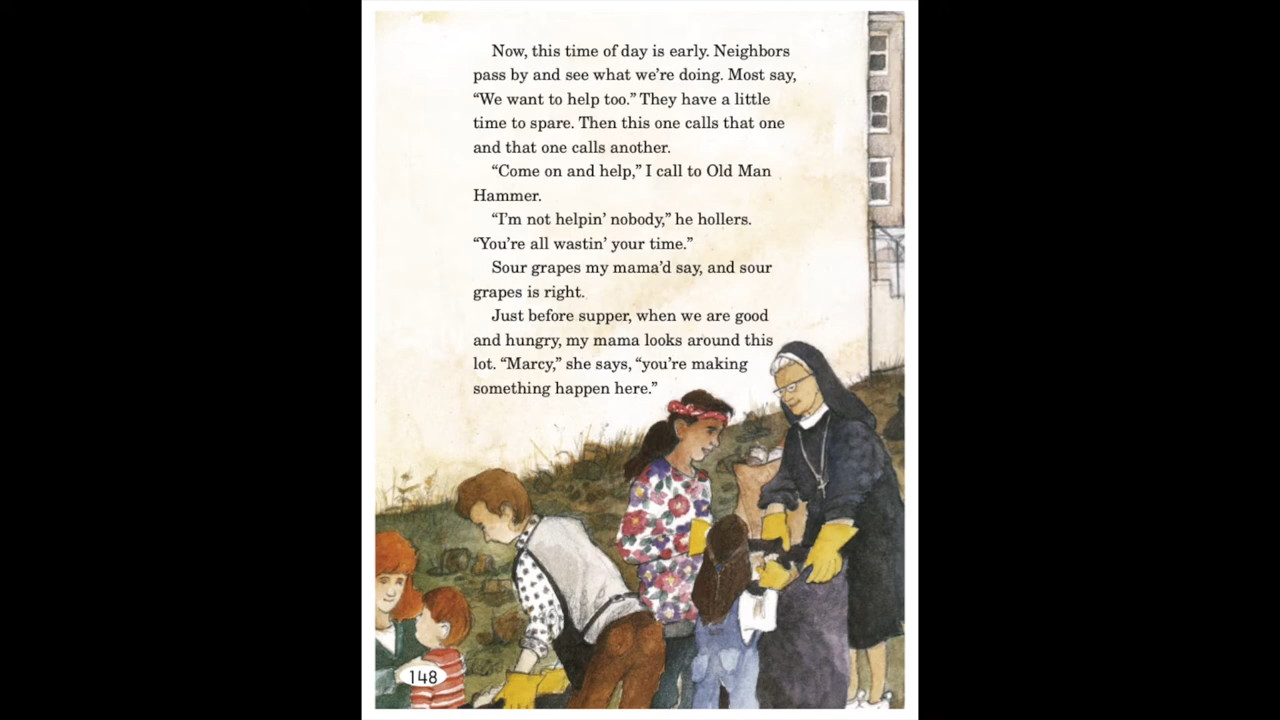 Now, this time of day is early. Neighbors
pass by and see what we're doing. Most say,
“We want to help too.” They have a little
time to spare. Then this one calls that one
and that one calls another.
“Come on and help,” I call to Old Man
Hammer.
“I'm not helpin' nobody,” he hollers.
“You're all wastin' your time.”
Sour grapes my mama'd say, and sour
grapes is right.
Just before supper, when we are good
and hungry, my mama looks around this
lot. “Marcy,” she says, “you're making
something happen here.”
148